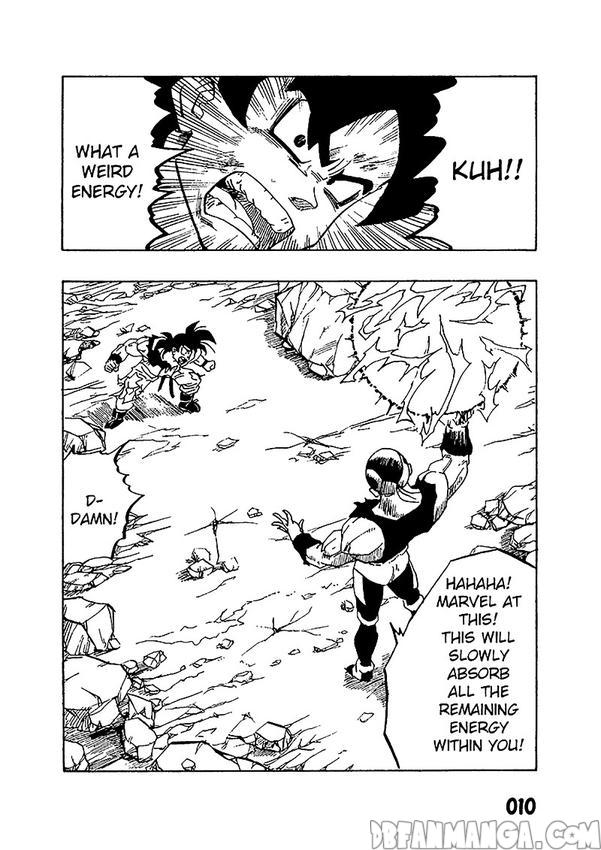 WHAT A
WEIRD
ENERGY!
KUH!!
D-
DAMN!
HAHAHA!
MARVEL AT
THIS!
THIS WILL
SLOWLY
ABSORB
ALL THE
REMAINING
ENERGY
WITHIN YOU!
010
DBFANMANGA.COM